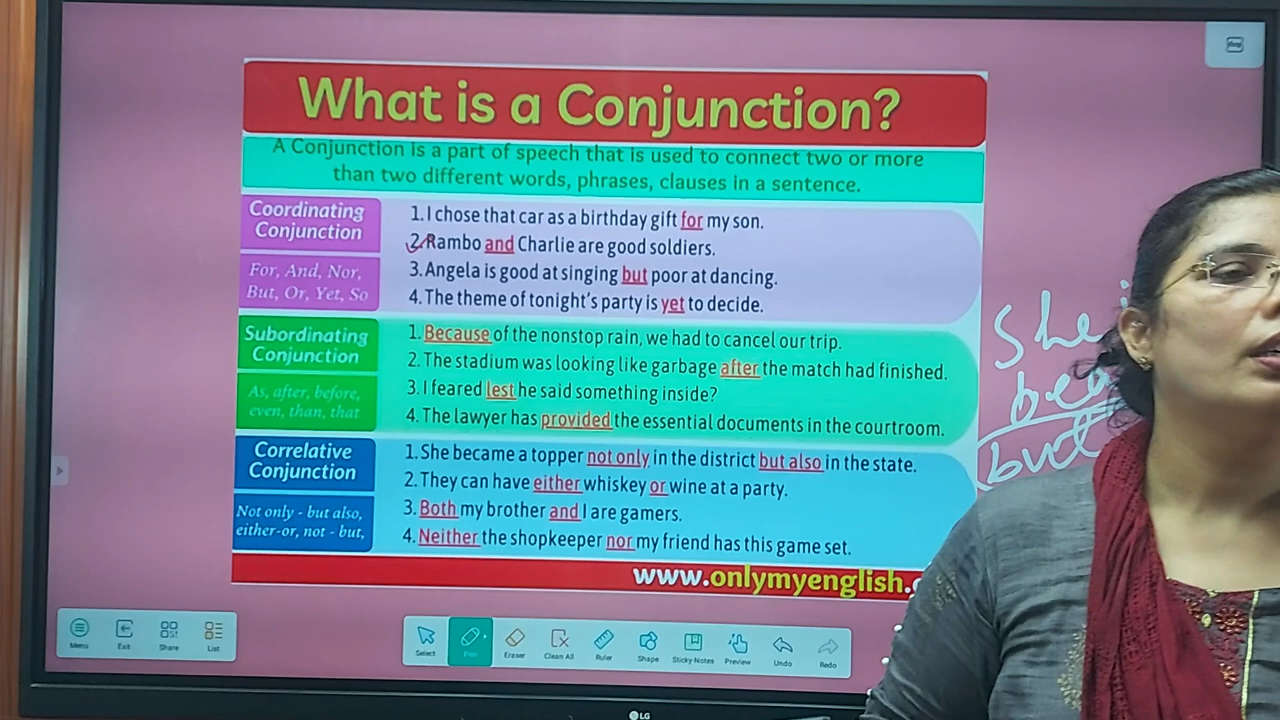 What is a Conjunction?
A Conjunction is a part of speech that is used to connect two or more
than two different words, phrases, clauses in a sentence.
Coordinating
Conjunction
For, And, Nor,
But, Or, Yet, So
1. I chose that car as a birthday gift for my son.
2. Rambo and Charlie are good soldiers.
3. Angela is good at singing but poor at dancing.
4. The theme of tonight's party is yet to decide.
Subordinating
Conjunction
As, after, before,
even, than, that
1. Because of the nonstop rain, we had to cancel our trip.
2. The stadium was looking like garbage after the match had finished.
3. I feared lest he said something inside?
4. The lawyer has provided the essential documents in the courtroom.
Correlative
Conjunction
Not only - but also,
either-or, not - but,
1. She became a topper not only in the district but also in the state.
2. They can have either whiskey or wine at a party.
3. Both my brother and I are gamers.
4. Neither the shopkeeper nor my friend has this game set.
www.onlymyenglish.
She
but
Menu
Exit
Share
List
Select
Pen
Eraser
Clean All
Ruler
Shape
Sticky Notes
Preview
Undo
Redo
LG